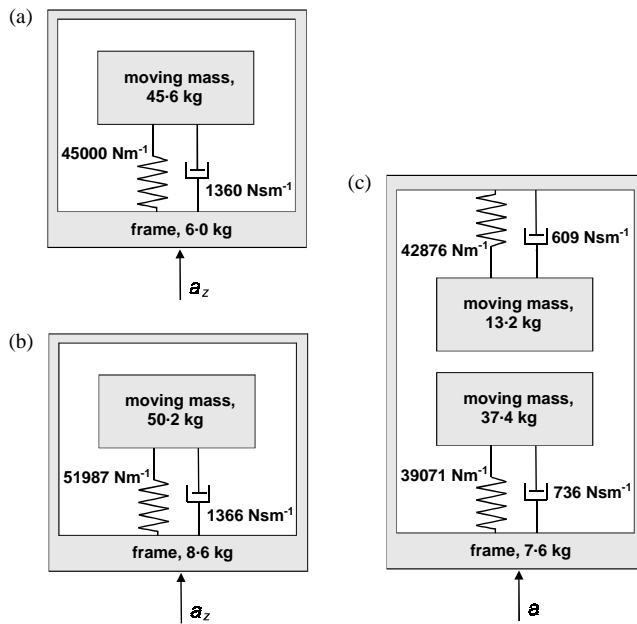 (a)
moving mass,
45·6 kg
45000 Nm⁻¹
1360 Nsm⁻¹
frame, 6·0 kg
a_z
(b)
moving mass,
50·2 kg
51987 Nm⁻¹
1366 Nsm⁻¹
frame, 8·6 kg
a_z
(c)
42876 Nm⁻¹
609 Nsm⁻¹
moving mass,
13·2 kg
moving mass,
37·4 kg
39071 Nm⁻¹
736 Nsm⁻¹
frame, 7·6 kg
a